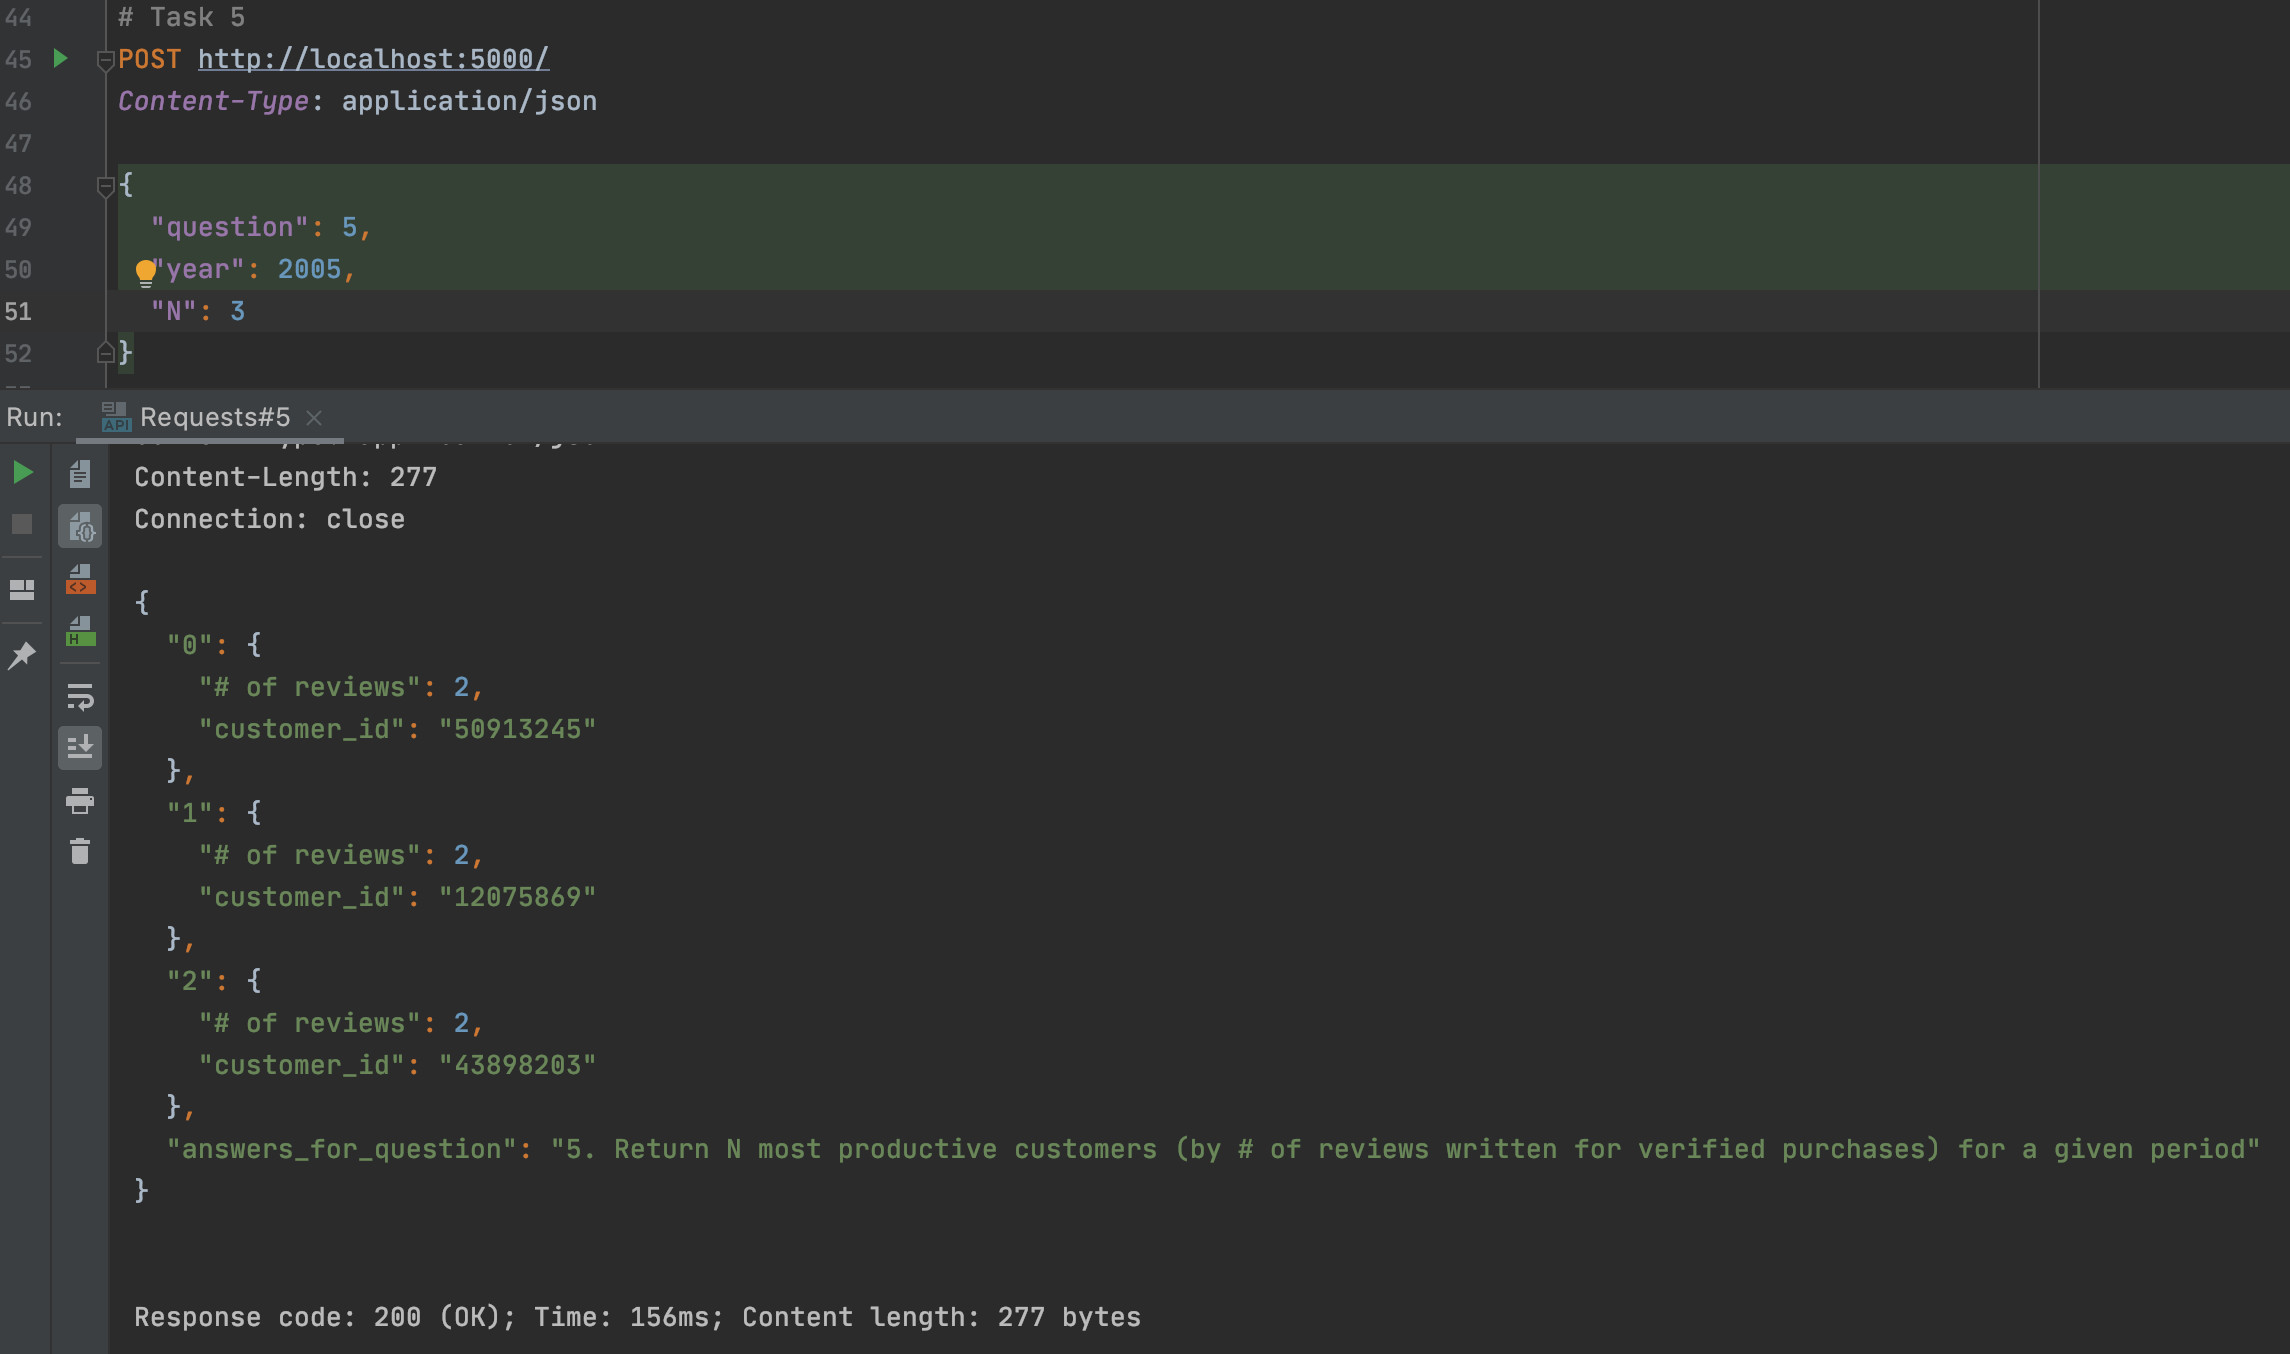 44 # Task 5
45 POST http://localhost:5000/
46 Content-Type: application/json
47
48 {
49 "question": 5,
50 "year": 2005,
51 "N": 3
52 }
Run: API Requests#5
Content-Length: 277
Connection: close
{
"0": {
"# of reviews": 2,
"customer_id": "50913245"
},
"1": {
"# of reviews": 2,
"customer_id": "12075869"
},
"2": {
"# of reviews": 2,
"customer_id": "43898203"
},
"answers_for_question": "5. Return N most productive customers (by # of reviews written for verified purchases) for a given period"
}
Response code: 200 (OK); Time: 156ms; Content length: 277 bytes